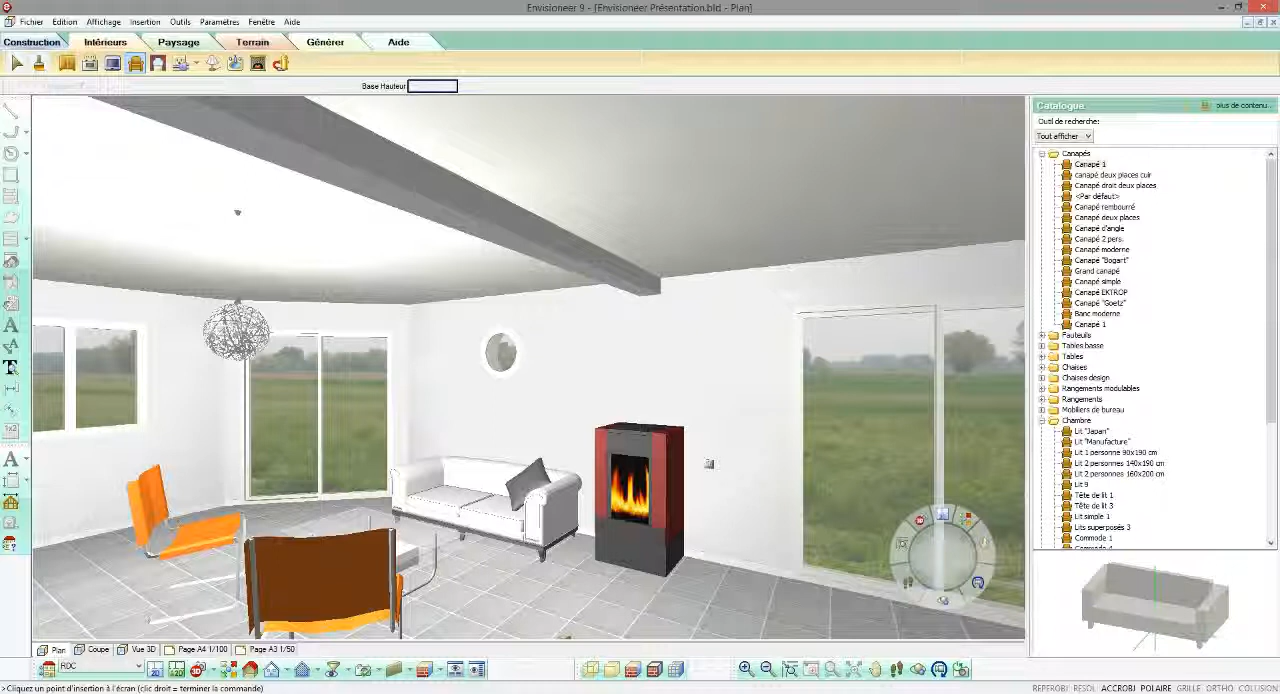 Envisioneer 9 - [Envisioneer Présentation.bld - Plan]
Fichier Edition Affichage Insertion Outils Paramètres Fenêtre Aide
Construction Intérieurs Paysage Terrain Générer Aide
Base Hauteur
Catalogue plus de contenu...
Outil de recherche:
Tout afficher
Canapés
Canapé 1
canapé deux places cuir
Canapé droit deux places
<Par défaut>
Canapé rembourré
Canapé deux places
Canapé d'angle
Canapé 2 pers.
Canapé moderne
Canapé "Bogart"
Grand canapé
Canapé simple
Canapé EKTROP
Canapé "Goetz"
Banc moderne
Canapé 1
Fauteuils
Tables basse
Tables
Chaises
Chaises design
Rangements modulables
Rangements
Mobiliers de bureau
Chambre
Lit "Japan"
Lit "Manufacture"
Lit 1 personne 90x190 cm
Lit 2 personnes 140x190 cm
Lit 2 personnes 160x200 cm
Lit 9
Tête de lit 1
Tête de lit 3
Lit simple 1
Lits superposés 3
Commode 1
Plan Coupe Vue 3D Page A4 1/100 Page A3 1/50
RDC
>Cliquez un point d'insertion à l'écran (clic droit = terminer la commande)
REPEROBJ RESOL ACCROBJ POLAIRE GRILLE ORTHO COLLISION